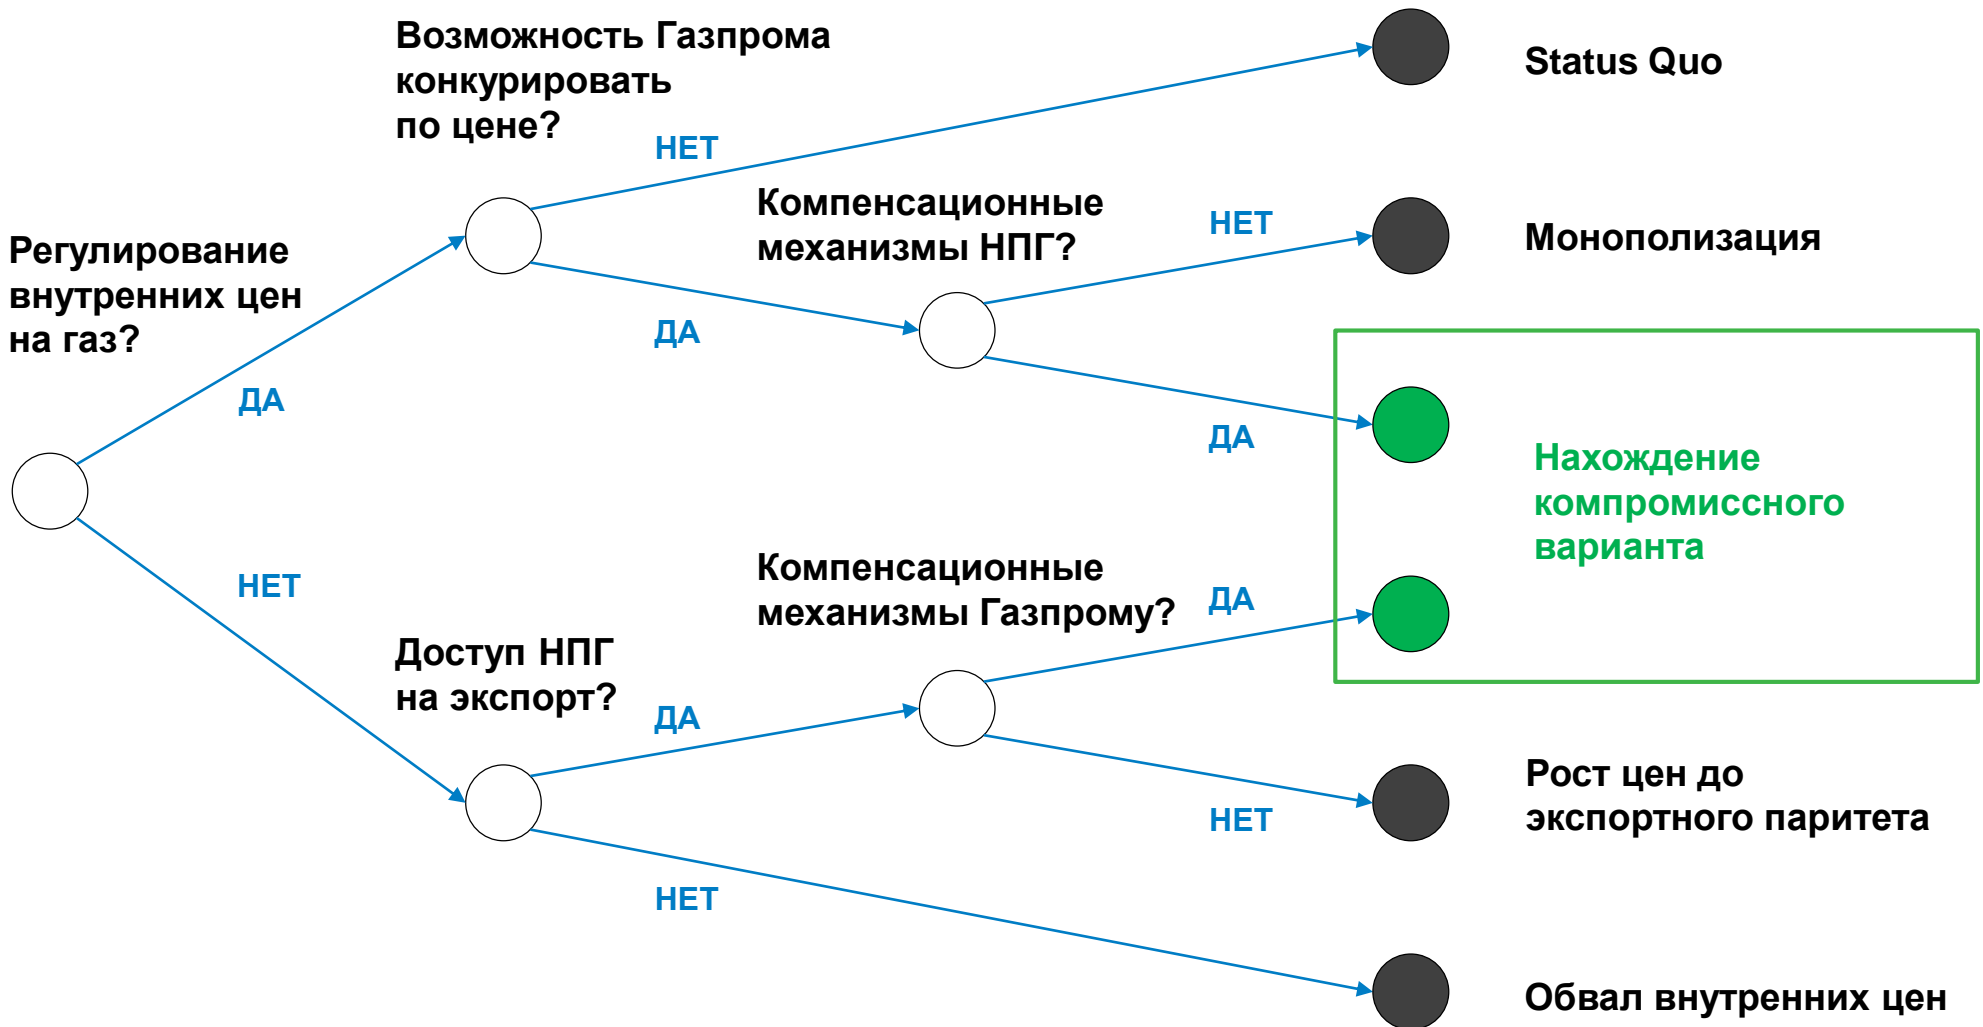 Возможность Газпрома
конкурировать
по цене?
Status Quo
НЕТ
Компенсационные
механизмы НПГ?
НЕТ
Монополизация
Регулирование
внутренних цен
на газ?
ДА
ДА
ДА
Нахождение
компромиссного
варианта
НЕТ
Компенсационные
механизмы Газпрому?
ДА
Доступ НПГ
на экспорт?
ДА
Рост цен до
экспортного паритета
НЕТ
НЕТ
Обвал внутренних цен